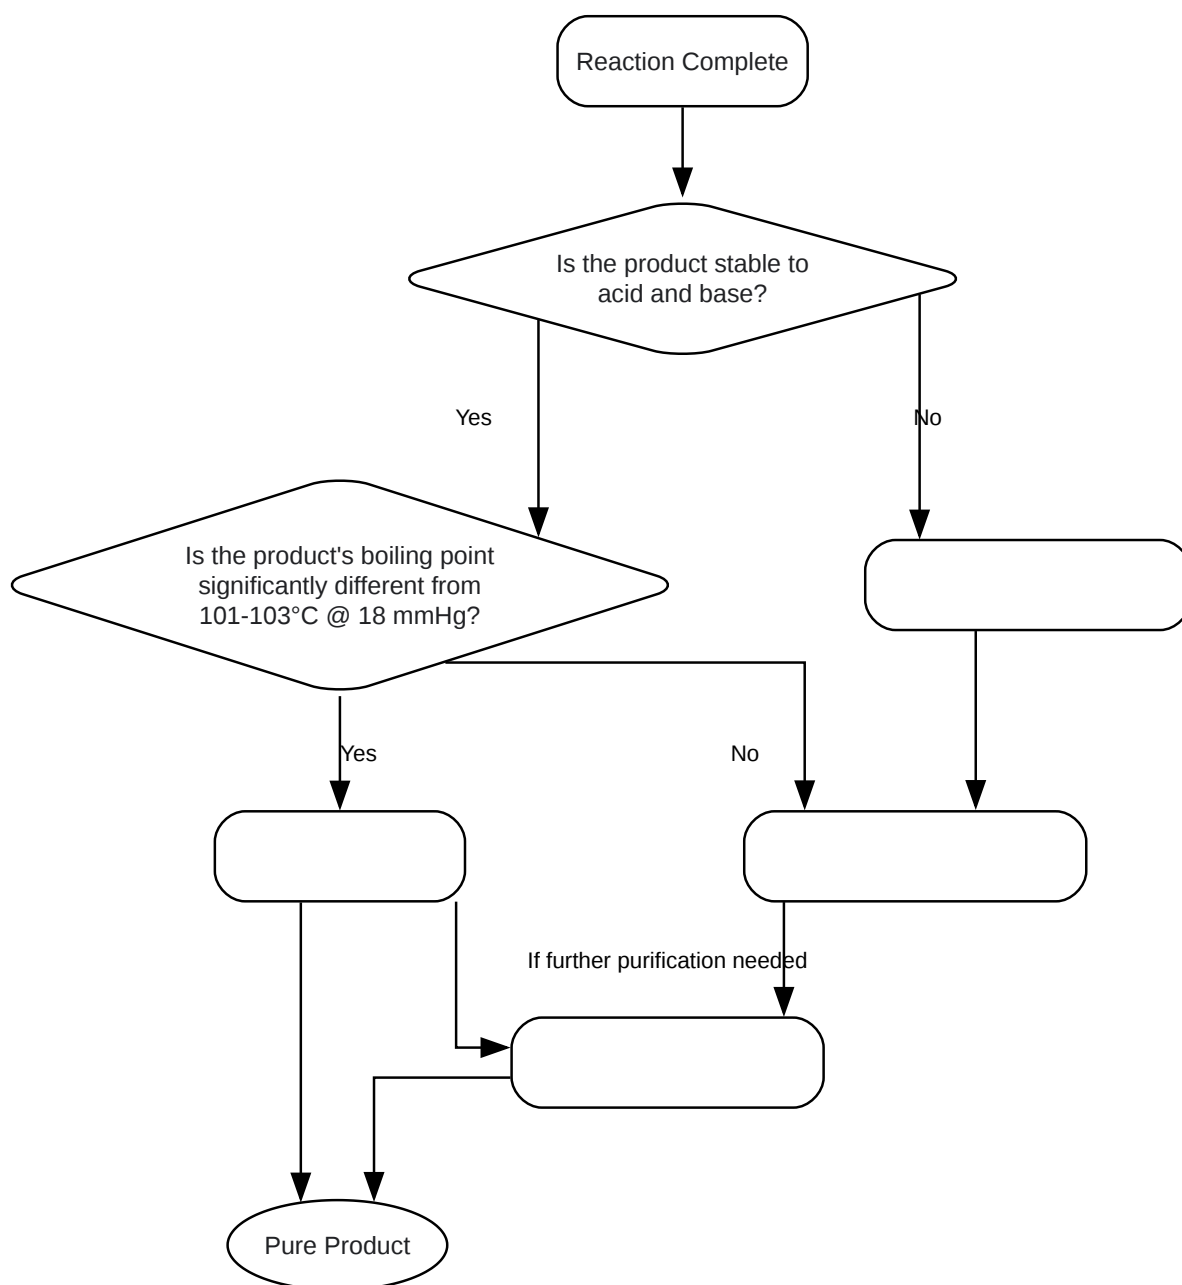 Reaction Complete
Is the product stable to
acid and base?
Yes
No
Is the product's boiling point
significantly different from
101-103°C @ 18 mmHg?
Yes
No
If further purification needed
Pure Product